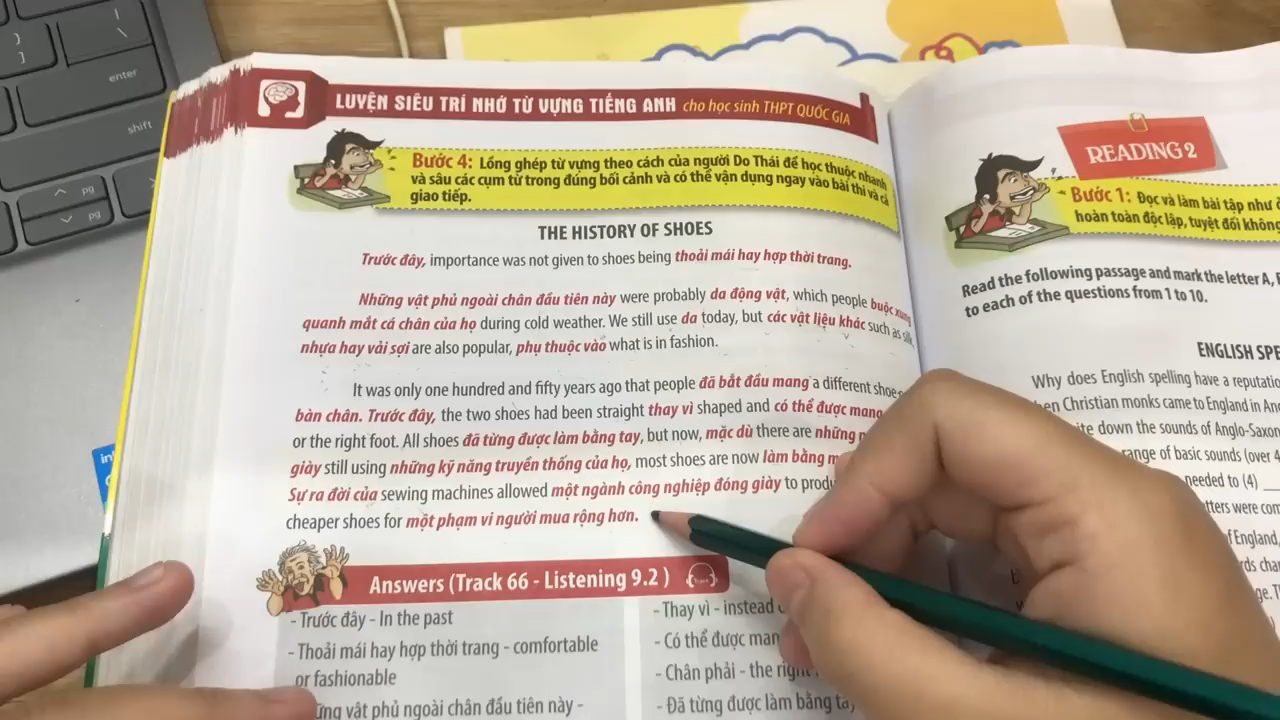 }
]
|
\
enter
shift
pg
pg
LUYỆN SIÊU TRÍ NHỚ TỪ VỰNG TIẾNG ANH cho học sinh THPT QUỐC GIA
Bước 4: Lồng ghép từ vựng theo cách của người Do Thái để học thuộc nhanh
và sâu các cụm từ trong đúng bối cảnh và có thể vận dụng ngay vào bài thi và cả
giao tiếp.
THE HISTORY OF SHOES
Trước đây, importance was not given to shoes being thoải mái hay hợp thời trang.
Những vật phủ ngoài chân đầu tiên này were probably da động vật, which people buộc xung
quanh mắt cá chân của họ during cold weather. We still use da today, but các vật liệu khác such as silk,
nhựa hay vải sợi are also popular, phụ thuộc vào what is in fashion.
It was only one hundred and fifty years ago that people đã bắt đầu mang a different shoe
bàn chân. Trước đây, the two shoes had been straight thay vì shaped and có thể được mang
or the right foot. All shoes đã từng được làm bằng tay, but now, mặc dù there are những
giày still using những kỹ năng truyền thống của họ, most shoes are now làm bằng
Sự ra đời của sewing machines allowed một ngành công nghiệp đóng giày to
cheaper shoes for một phạm vi người mua rộng hơn.
Answers (Track 66 - Listening 9.2 )
- Trước đây - In the past
- Thoải mái hay hợp thời trang - comfortable
or fashionable
vật phủ ngoài chân đầu tiên này -
- Thay vì - instead
- Có thể được
- Chân phải - the right
- Đã từng được làm bằng
READING 2
Bước 1: Đọc và làm bài tập như
hoàn toàn độc lập, tuyệt đối không
Read the following passage and mark the letter A,
to each of the questions from 1 to 10.
ENGLISH
Why does English spelling have a
Christian monks came to England in
down the sounds of
range of basic sounds (over
needed to (4)
were
England,